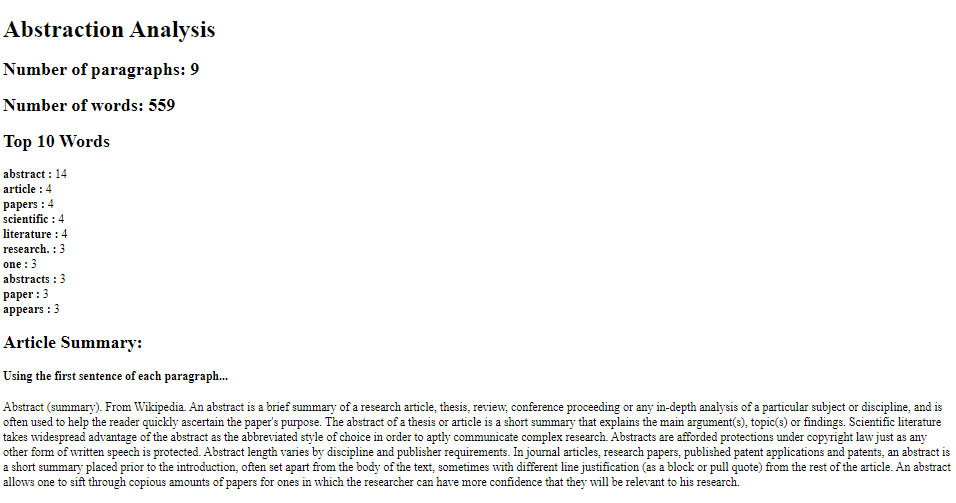 Abstraction Analysis
Number of paragraphs: 9
Number of words: 559
Top 10 Words
abstract : 14
article : 4
papers : 4
scientific : 4
literature : 4
research. : 3
one : 3
abstracts : 3
paper : 3
appears : 3
Article Summary:
Using the first sentence of each paragraph...
Abstract (summary). From Wikipedia. An abstract is a brief summary of a research article, thesis, review, conference proceeding or any in-depth analysis of a particular subject or discipline, and is
often used to help the reader quickly ascertain the paper's purpose. The abstract of a thesis or article is a short summary that explains the main argument(s), topic(s) or findings. Scientific literature
takes widespread advantage of the abstract as the abbreviated style of choice in order to aptly communicate complex research. Abstracts are afforded protections under copyright law just as any
other form of written speech is protected. Abstract length varies by discipline and publisher requirements. In journal articles, research papers, published patent applications and patents, an abstract is
a short summary placed prior to the introduction, often set apart from the body of the text, sometimes with different line justification (as a block or pull quote) from the rest of the article. An abstract
allows one to sift through copious amounts of papers for ones in which the researcher can have more confidence that they will be relevant to his research.